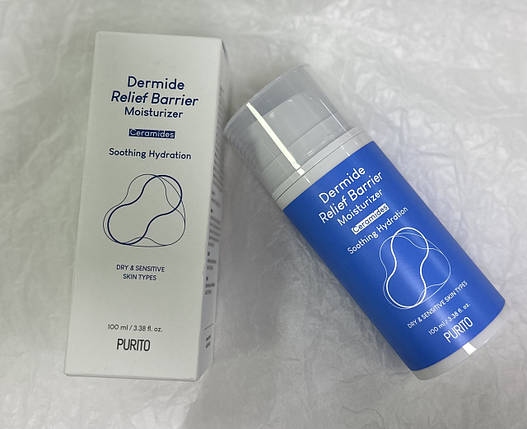 Dermide
Relief Barrier
Moisturizer
Ceramides
Soothing Hydration
DRY & SENSITIVE
SKIN TYPES
100 ml / 3.38 fl. oz.
PURITO
Dermide
Relief Barrier
Moisturizer
Ceramides
Soothing Hydration
DRY & SENSITIVE SKIN TYPES
100 ml / 3.38 fl. oz.
PURITO